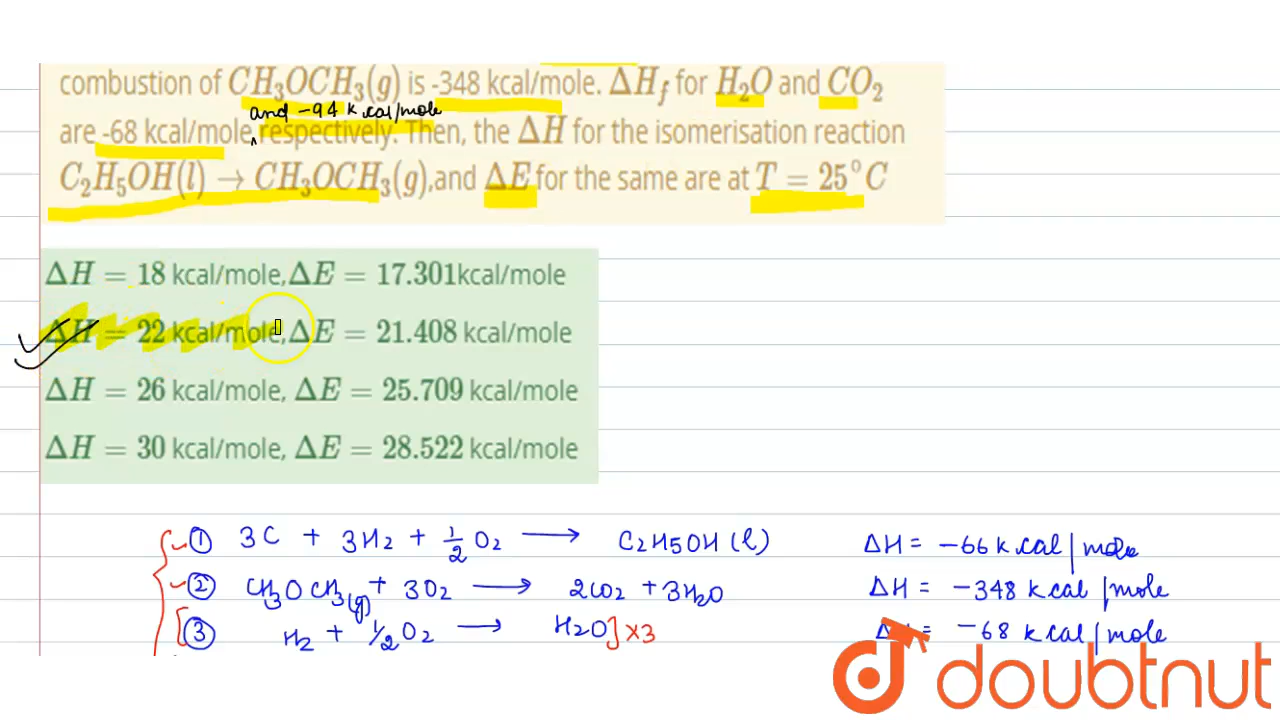 combustion of CH₃OCH₃(g) is -348 kcal/mole. ΔH_f for H₂O and CO₂
and -94 k cal/mole
are -68 kcal/mole, respectively. Then, the ΔH for the isomerisation reaction
C₂H₅OH(l) → CH₃OCH₃(g),and ΔE for the same are at T = 25°C
ΔH = 18 kcal/mole,ΔE = 17.301kcal/mole
ΔH = 22 kcal/mole,ΔE = 21.408 kcal/mole
ΔH = 26 kcal/mole, ΔE = 25.709 kcal/mole
ΔH = 30 kcal/mole, ΔE = 28.522 kcal/mole
① 3C + 3H₂ + 1/2 O₂ → C₂H₅OH (l) ΔH = -66 k cal/mole
② CH₃OCH₃(g) + 3O₂ → 2CO₂ + 3H₂O ΔH = -348 k cal/mole
③ H₂ + 1/2 O₂ → H₂O] ×3 ΔH = -68 k cal/mole
doubtnut